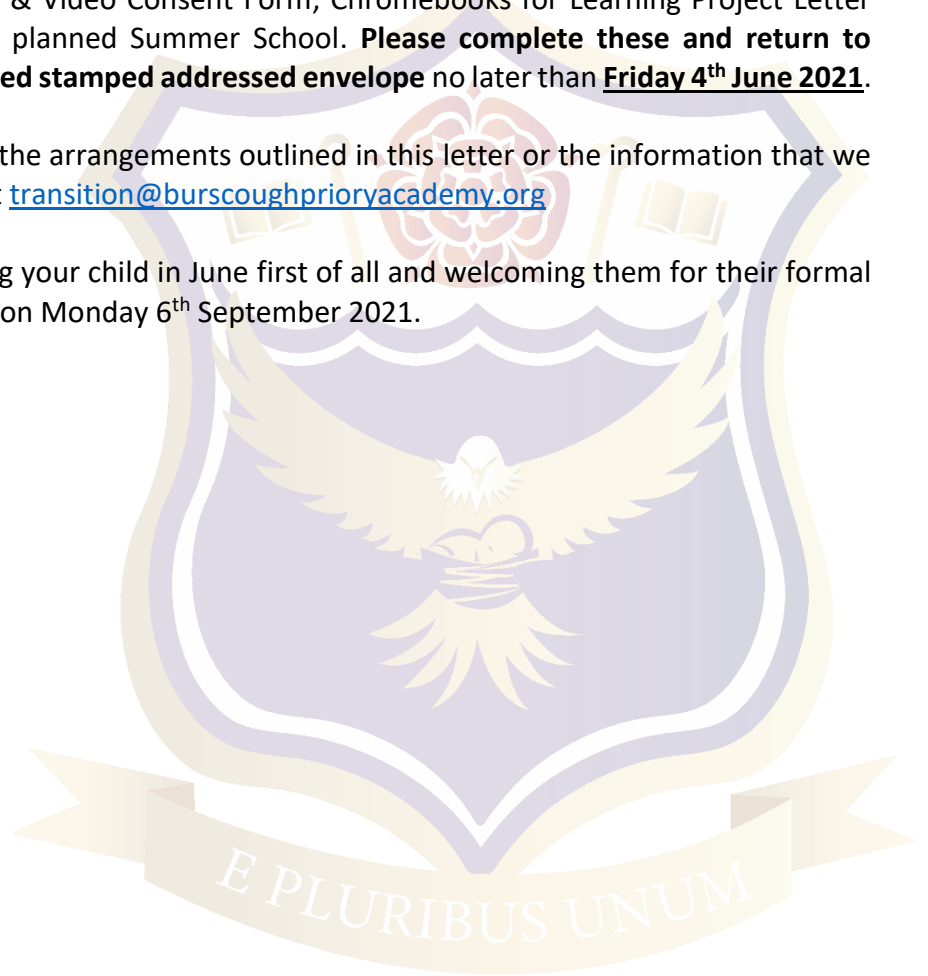 & Video Consent Form, Chromebooks for Learning Project Letter
planned Summer School. Please complete these and return to
ed stamped addressed envelope no later than Friday 4th June 2021.
the arrangements outlined in this letter or the information that we
transition@burscoughprioryacademy.org
g your child in June first of all and welcoming them for their formal
on Monday 6th September 2021.
E PLURIBUS UNUM